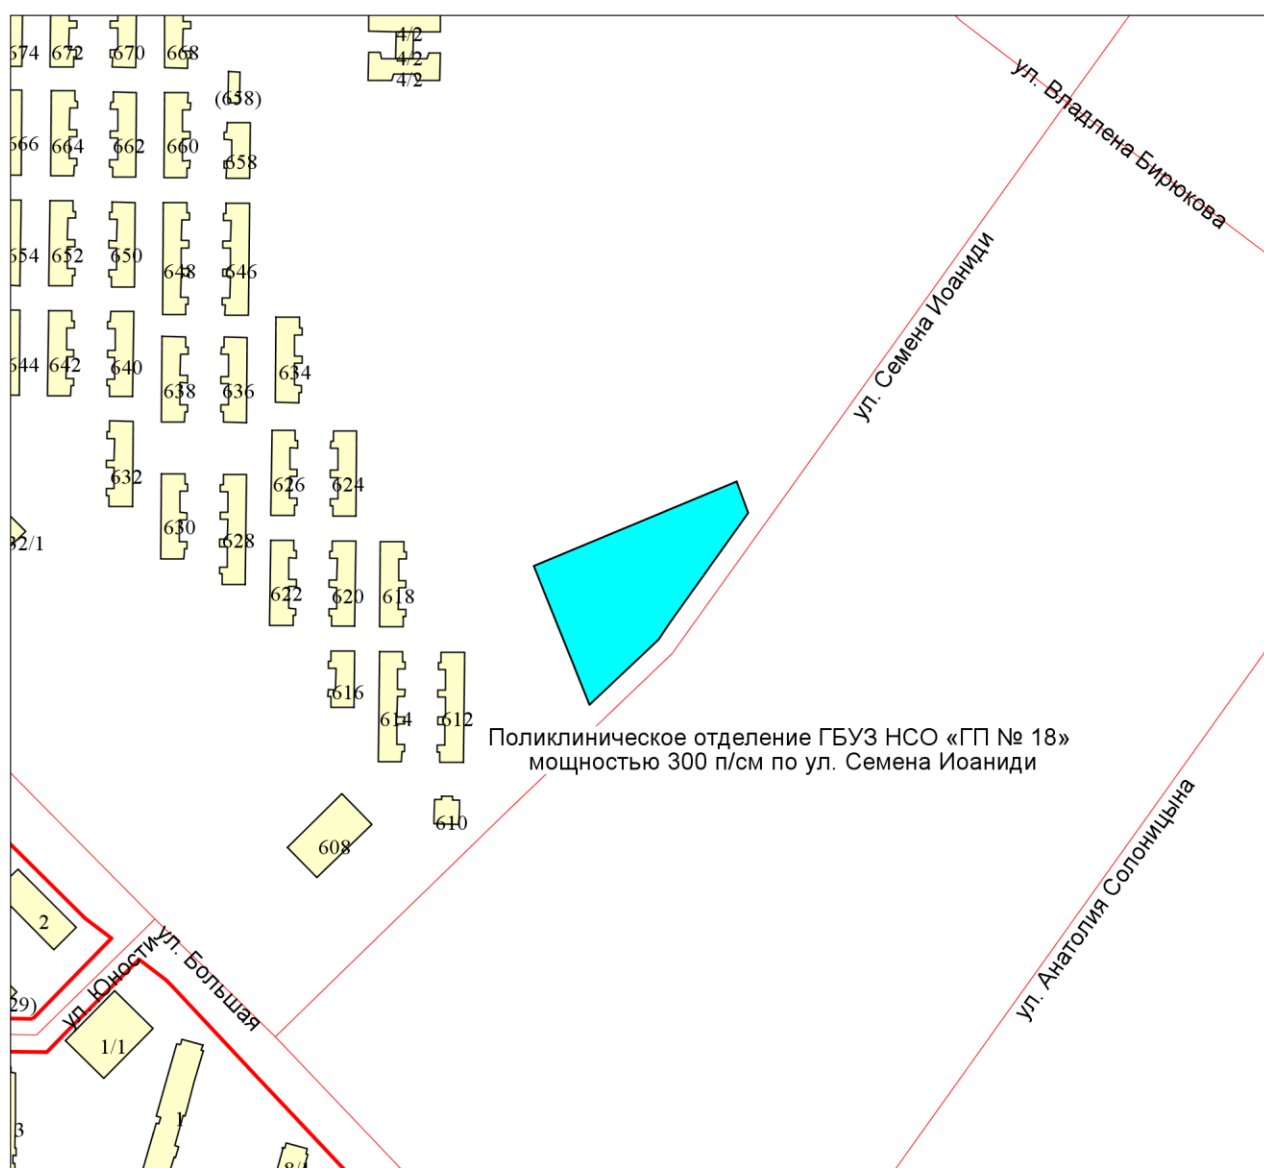 4/2
674 672 670 668
4/2
4/2
ул. Владлена Бирюкова
(658)
666 664 662 660 658
654 652 650 648 646
ул. Семена Иоаниди
644 642 640 638 636 634
632 626 624
630 628
32/1
622 620 618
616 614 612
Поликлиническое отделение ГБУЗ НСО «ГП № 18»
мощностью 300 п/см по ул. Семена Иоаниди
610
608
ул. Анатолия Солоницына
2
ул. Юности
ул. Большая
29)
1/1
1
3
8/1